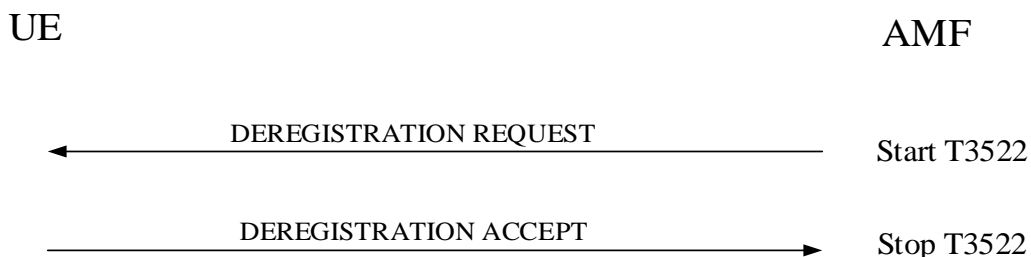 UE
AMF
DEREGISTRATION REQUEST
Start T3522
DEREGISTRATION ACCEPT
Stop T3522